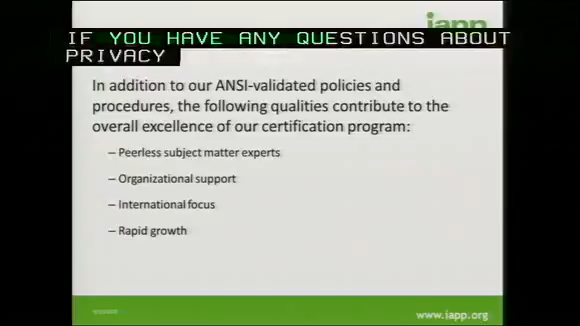 iapp
IF YOU HAVE ANY QUESTIONS ABOUT
PRIVACY
In addition to our ANSI-validated policies and
procedures, the following qualities contribute to the
overall excellence of our certification program:
– Peerless subject matter experts
– Organizational support
– International focus
– Rapid growth
www.iapp.org